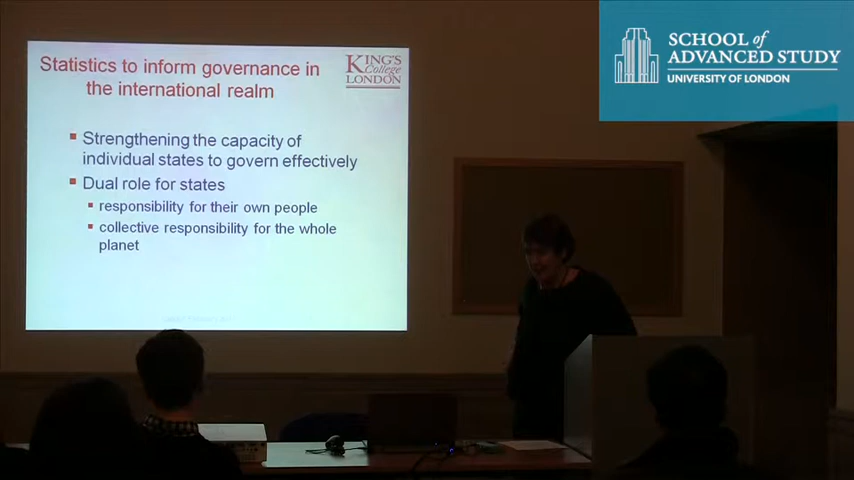 Statistics to inform governance in
the international realm
KING'S
College
LONDON
Strengthening the capacity of
individual states to govern effectively
Dual role for states
responsibility for their own people
collective responsibility for the whole
planet
SCHOOL of
ADVANCED STUDY
UNIVERSITY OF LONDON